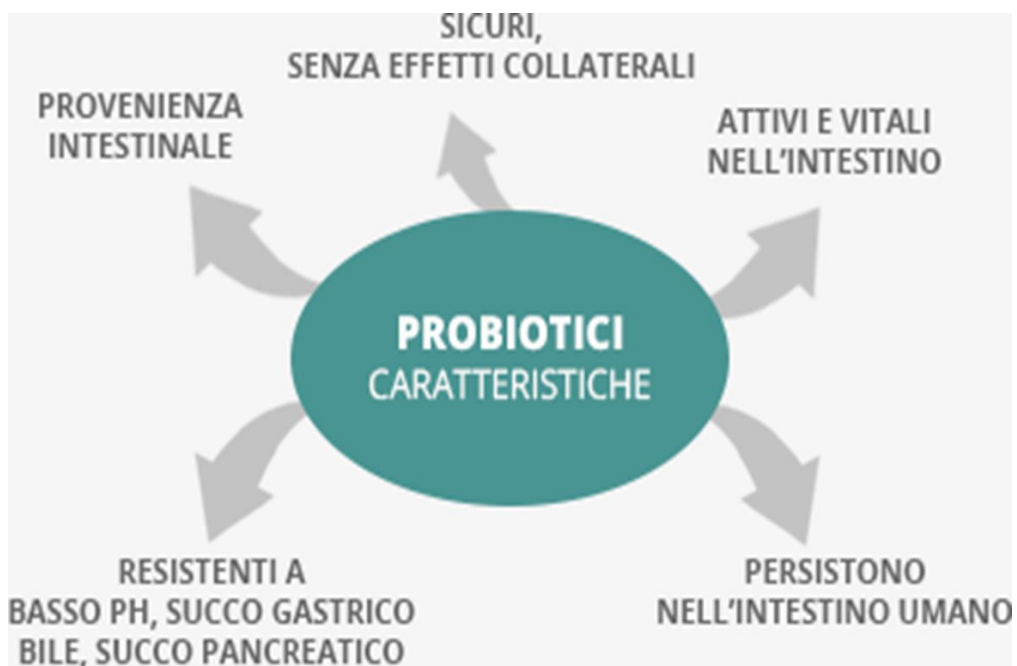 SICURI,
SENZA EFFETTI COLLATERALI
PROVENIENZA
INTESTINALE
ATTIVI E VITALI
NELL'INTESTINO
PROBIOTICI
CARATTERISTICHE
RESISTENTI A
BASSO PH, SUCCO GASTRICO
BILE, SUCCO PANCREATICO
PERSISTONO
NELL'INTESTINO UMANO